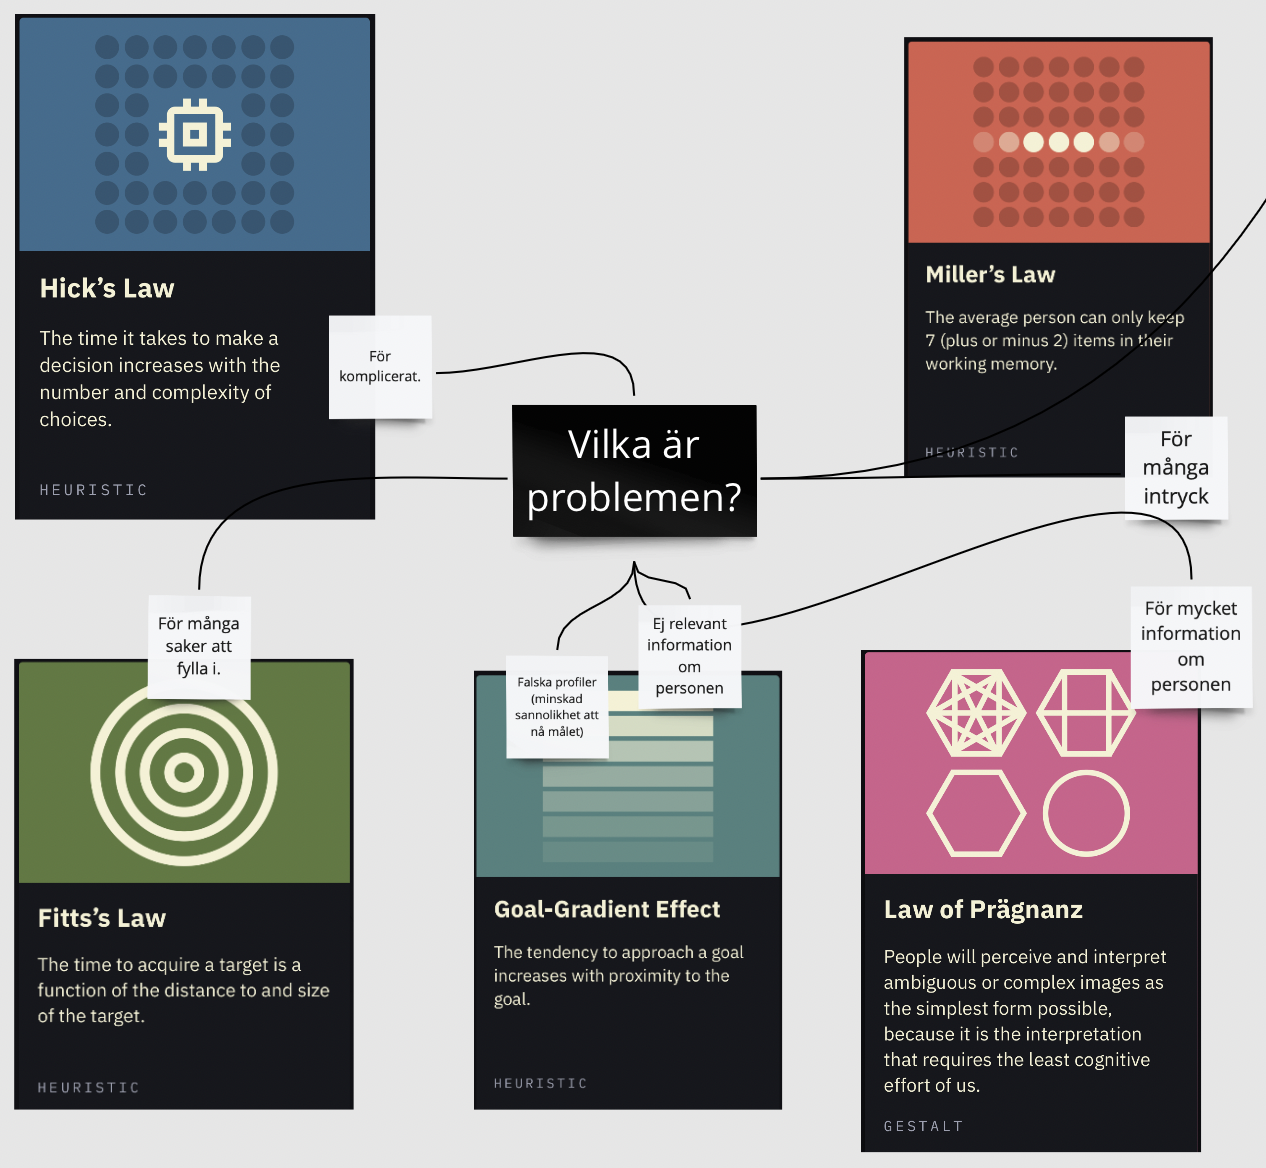 Hick’s Law
The time it takes to make a
decision increases with the
number and complexity of
choices.
HEURISTIC
För
komplicerat.
Vilka är
problemen?
Miller’s Law
The average person can only keep
7 (plus or minus 2) items in their
working memory.
HEURISTIC
För
många
intryck
För många
saker att
fylla i.
Fitts’s Law
The time to acquire a target is a
function of the distance to and size
of the target.
HEURISTIC
Falska profiler
(minskad
sannolikhet att
nå målet)
Ej relevant
information
om
personen
Goal-Gradient Effect
The tendency to approach a goal
increases with proximity to the
goal.
HEURISTIC
För mycket
information
om
personen
Law of Prägnanz
People will perceive and interpret
ambiguous or complex images as
the simplest form possible,
because it is the interpretation
that requires the least cognitive
effort of us.
GESTALT